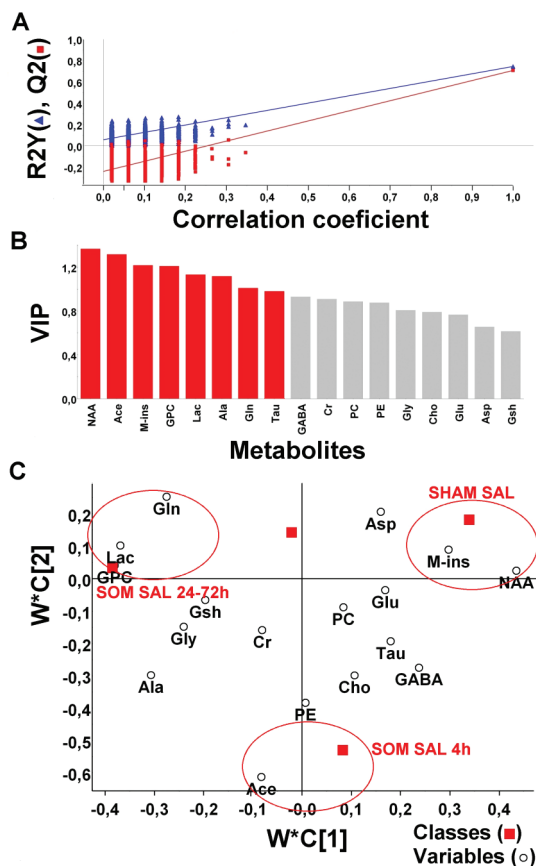 A
R2Y(▲), Q2(■)
1,0
0,8
0,6
0,4
0,2
0
-0,2
0,0 0,1 0,2 0,3 0,4 0,5 0,6 0,7 0,8 0,9 1,0
Correlation coeficient
B
VIP
1,2
0,8
0,4
0,0
NAA Ace M-ins GPC Lac Ala Gln Tau GABA Cr PC PE Gly Cho Glu Asp Gsh
Metabolites
C
W*C[2]
0,2
0,1
0,0
-0,1
-0,2
-0,3
-0,4
-0,5
-0,6
Gln
SHAM SAL
Asp
Lac
M-ins
GPC
NAA
SOM SAL 24-72h
Glu
Gsh
PC
Gly
Cr
Tau
GABA
Ala
Cho
PE
SOM SAL 4h
Ace
-0,4 -0,3 -0,2 -0,1 -0,0 0,1 0,2 0,3 0,4
W*C[1]
Classes (■)
Variables (○)